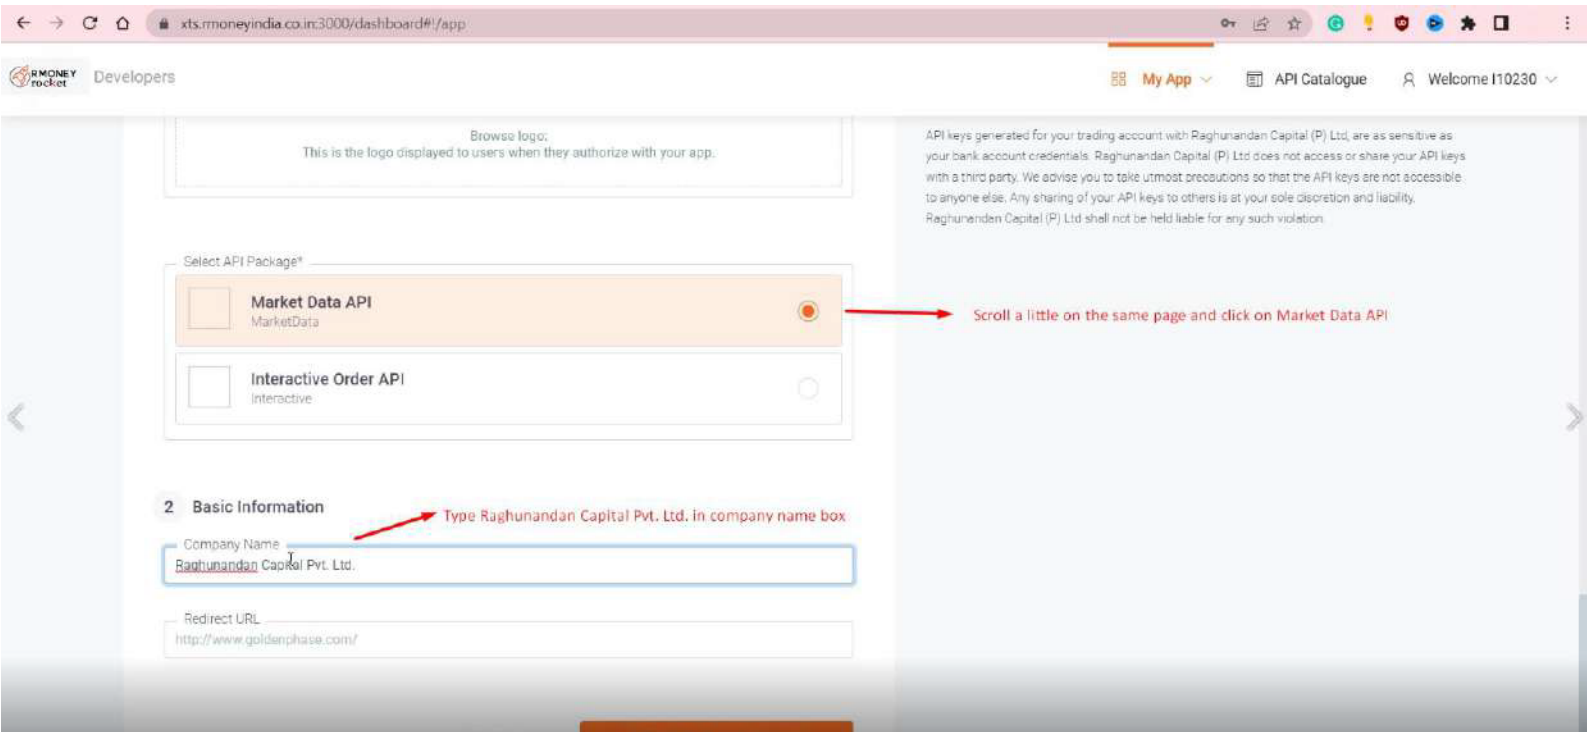 xts.rmoneyindia.co.in:3000/dashboard#!/app
RMONEY
rocket
Developers
My App
API Catalogue
Welcome I10230
Browse logo;
This is the logo displayed to users when they authorize with your app.
API keys generated for your trading account with Raghunandan Capital (P) Ltd, are as sensitive as
your bank account credentials. Raghunandan Capital (P) Ltd does not access or share your API keys
with a third party. We advise you to take utmost precautions so that the API keys are not accessible
to anyone else. Any sharing of your API keys to others is at your sole discretion and liability.
Raghunandan Capital (P) Ltd shall not be held liable for any such violation.
Select API Package*
Market Data API
MarketData
Scroll a little on the same page and click on Market Data API
Interactive Order API
Interactive
2 Basic Information
Type Raghunandan Capital Pvt. Ltd. in company name box
Company Name
Raghunandan Capital Pvt. Ltd.
Redirect URL
http://www.goldenphase.com/